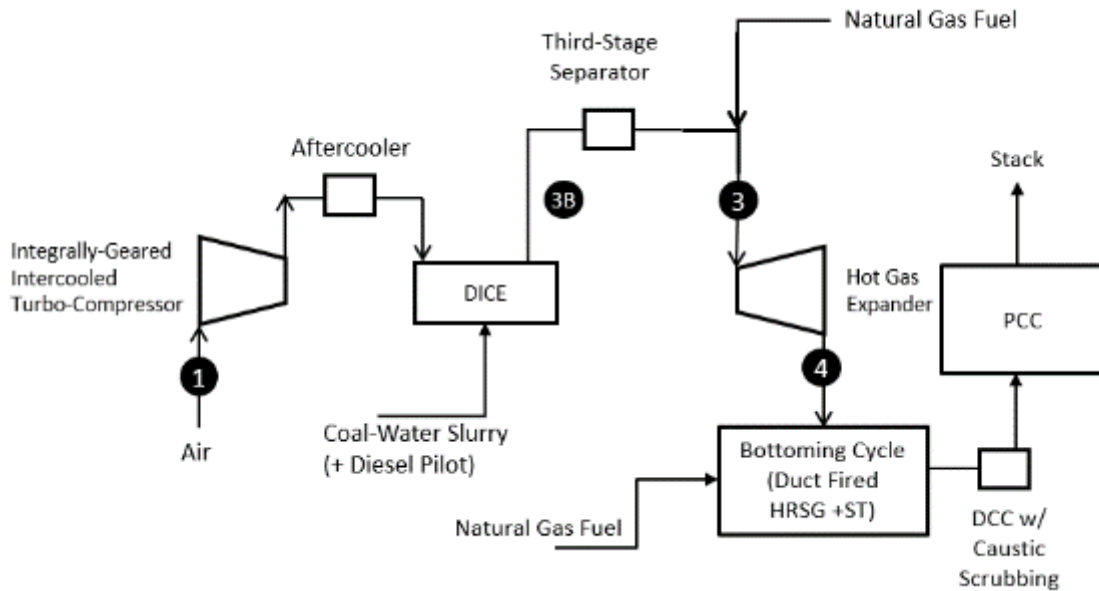 Natural Gas Fuel
Third-Stage
Separator
Aftercooler
Stack
3B
3
Integrally-Geared
Intercooled
Turbo-Compressor
DICE
Hot Gas
Expander
PCC
1
4
Air
Coal-Water Slurry
(+ Diesel Pilot)
Bottoming Cycle
(Duct Fired
HRSG +ST)
Natural Gas Fuel
DCC w/
Caustic
Scrubbing